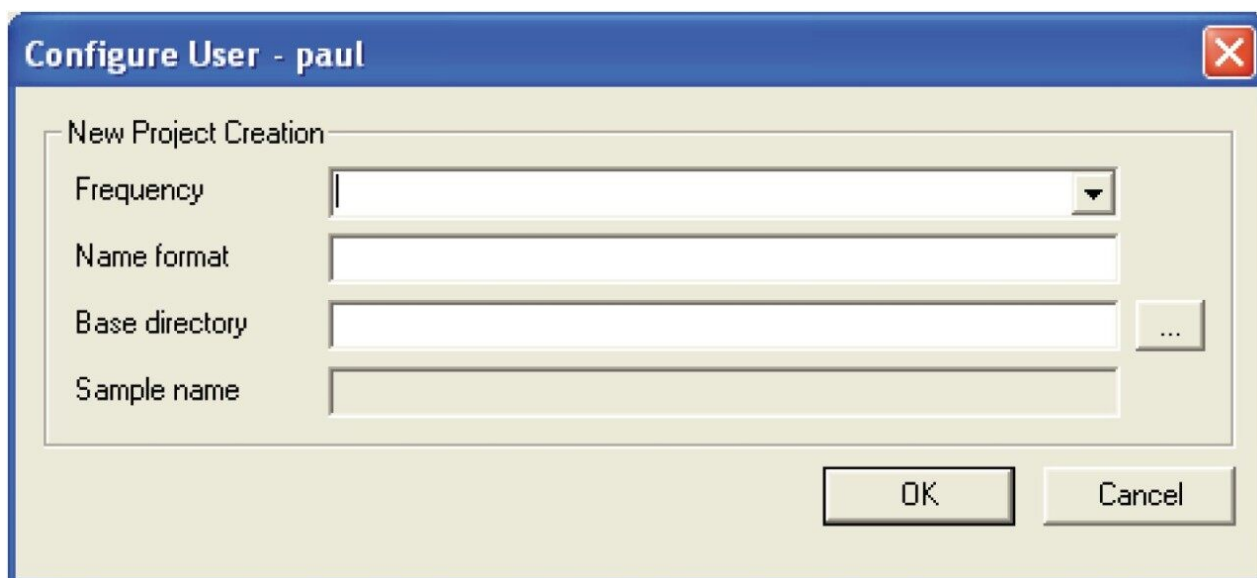 Configure User - paul
New Project Creation
Frequency
Name format
Base directory
...
Sample name
OK
Cancel